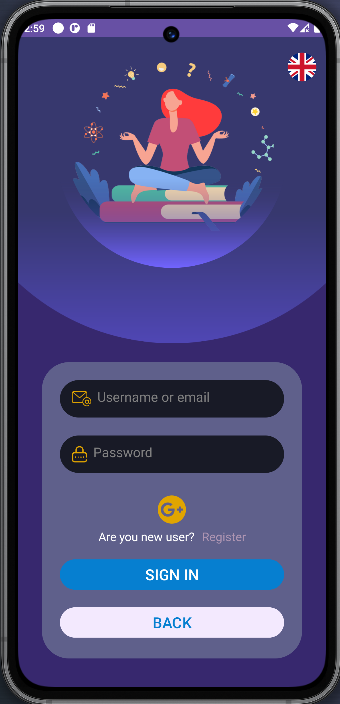 2:59
?
Username or email
Password
G+
Are you new user? Register
SIGN IN
BACK